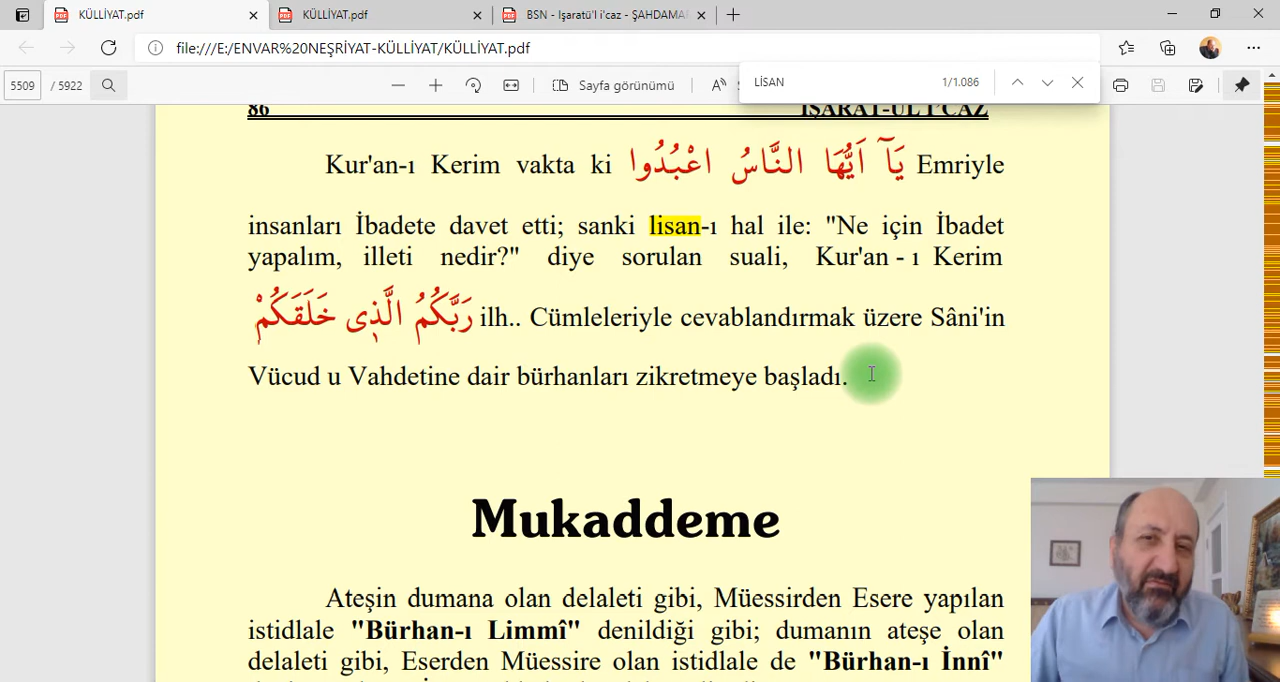 KÜLLİYAT.pdf
KÜLLİYAT.pdf
BSN - Işaratü'l i'caz - ŞAHDAMA
file:///E:/ENVAR%20NEŞRİYAT-KÜLLİYAT/KÜLLİYAT.pdf
5509 / 5922
Sayfa görünümü
LİSAN 1/1.086
86 İŞARAT-ÜL İ'CAZ
Kur'an-ı Kerim vakta ki يَآ اَيُّهَا النَّاسُ اعْبُدُوا Emriyle
insanları İbadete davet etti; sanki lisan-ı hal ile: "Ne için İbadet
yapalım, illeti nedir?" diye sorulan suali, Kur'an - ı Kerim
رَبَّكُمُ الَّذِى خَلَقَكُمْ ilh.. Cümleleriyle cevablandırmak üzere Sâni'in
Vücud u Vahdetine dair bürhanları zikretmeye başladı.
Mukaddeme
Ateşin dumana olan delaleti gibi, Müessirden Esere yapılan
istidlale "Bürhan-ı Limmî" denildiği gibi; dumanın ateşe olan
delaleti gibi, Eserden Müessire olan istidlale de "Bürhan-ı İnnî"